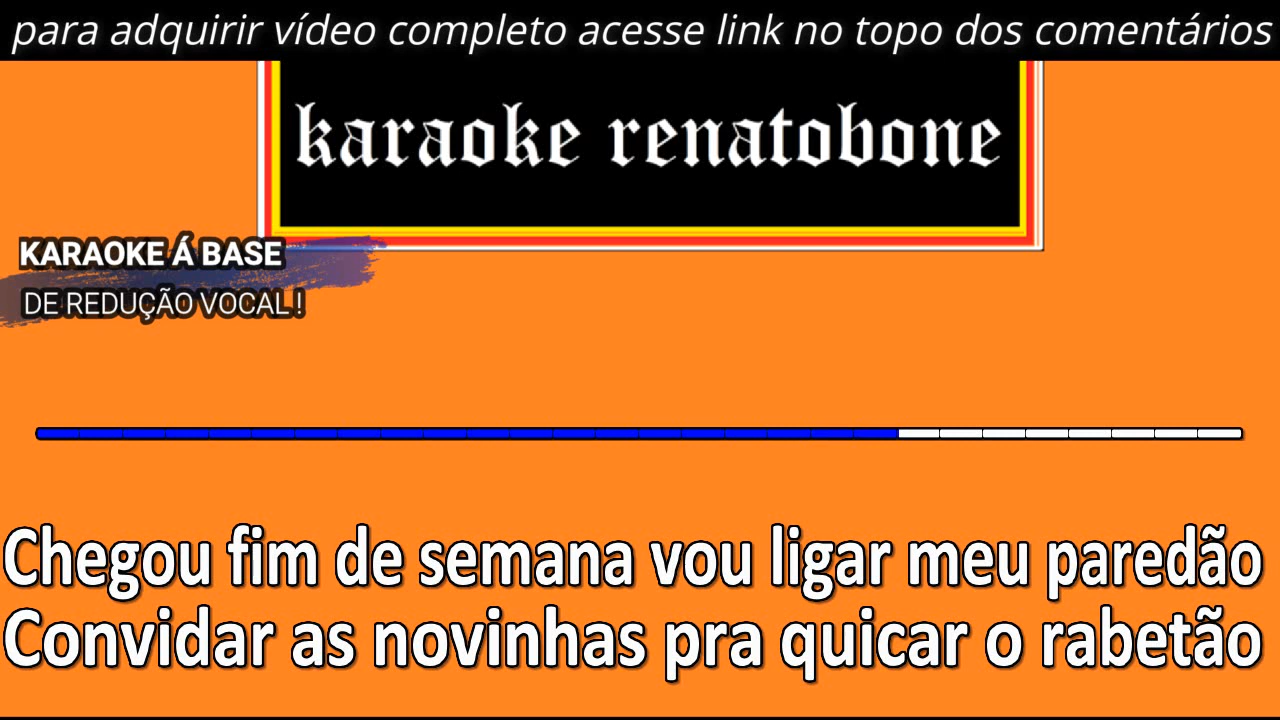 para adquirir vídeo completo acesse link no topo dos comentários
karaoke renatobone
KARAOKE Á BASE
DE REDUÇÃO VOCAL !
Chegou fim de semana vou ligar meu paredão
Convidar as novinhas pra quicar o rabetão